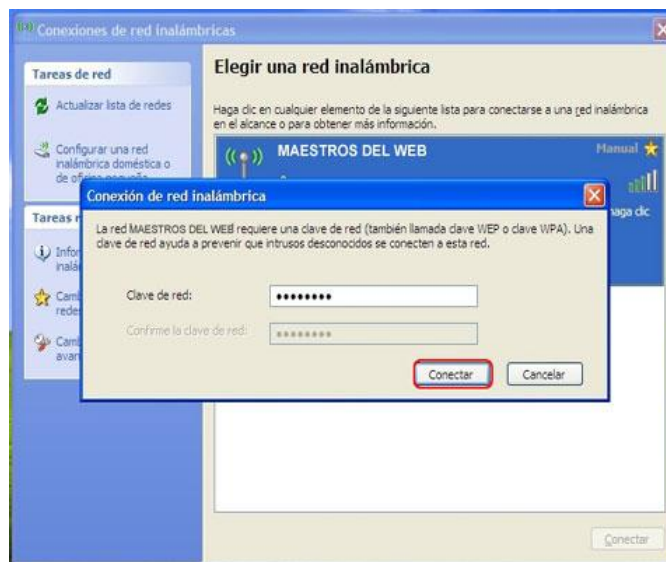 Conexiones de red inalámbricas
Tareas de red
Actualizar lista de redes
Configurar una red
inalámbrica doméstica o
de
Elegir una red inalámbrica
Haga clic en cualquier elemento de la siguiente lista para conectarse a una red inalámbrica
en el alcance o para obtener más información.
MAESTROS DEL WEB
Manual
haga clic
Conexión de red inalámbrica
La red MAESTROS DEL WEB requiere una clave de red (también llamada clave WEP o clave WPA). Una
clave de red ayuda a prevenir que intrusos desconocidos se conecten a esta red.
Clave de red:
Confirme la clave de red:
Conectar
Cancelar
Tareas
Conectar